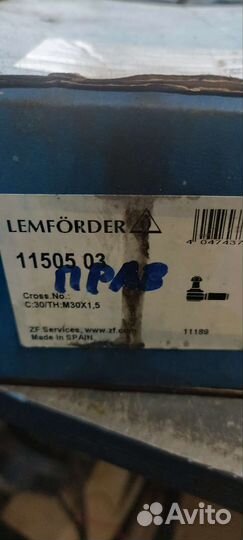 LEMFÖRDER
11505 03
ПРАВ
Cross.No.:
C:30/TH:M30X1,5
4 047437
ZF Services, www.zf.com
11189
Made in SPAIN
Avito